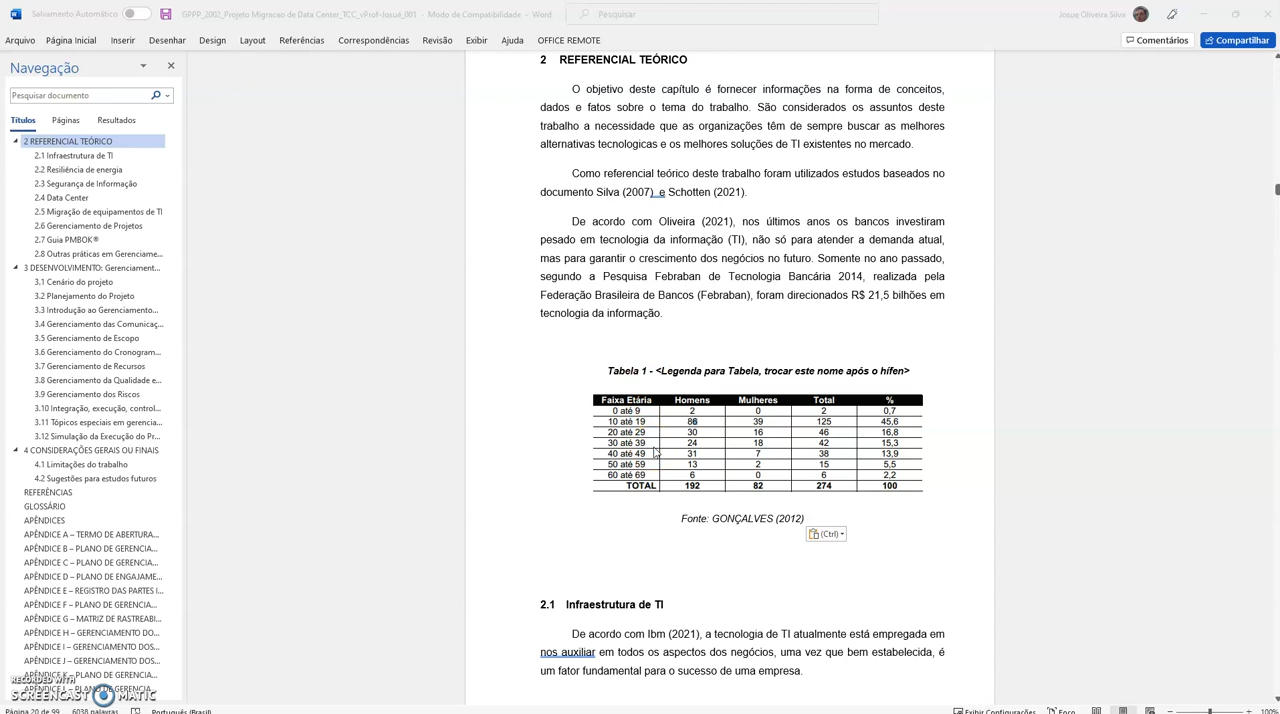 Salvamento Automático
GPPP_2002_Projeto Migracao de Data Center_TCC_vProf-Josué_001 - Modo de Compatibilidade - Word
Pesquisar
Josue Oliveira Silva
Arquivo Página Inicial Inserir Desenhar Design Layout Referências Correspondências Revisão Exibir Ajuda OFFICE REMOTE
Comentários Compartilhar
Navegação
Pesquisar documento
Títulos Páginas Resultados
2 REFERENCIAL TEÓRICO
2.1 Infraestrutura de TI
2.2 Resiliência de energia
2.3 Segurança de Informação
2.4 Data Center
2.5 Migração de equipamentos de TI
2.6 Gerenciamento de Projetos
2.7 Guia PMBOK®
2.8 Outras práticas em Gerenciame...
3 DESENVOLVIMENTO: Gerenciament...
3.1 Cenário do projeto
3.2 Planejamento do Projeto
3.3 Introdução ao Gerenciamento...
3.4 Gerenciamento das Comunicaç...
3.5 Gerenciamento de Escopo
3.6 Gerenciamento do Cronogram...
3.7 Gerenciamento de Recursos
3.8 Gerenciamento da Qualidade e...
3.9 Gerenciamento dos Riscos
3.10 Integração, execução, control...
3.11 Tópicos especiais em gerencia...
3.12 Simulação da Execução do Pr...
4 CONSIDERAÇÕES GERAIS OU FINAIS
4.1 Limitações do trabalho
4.2 Sugestões para estudos futuros
REFERÊNCIAS
GLOSSÁRIO
APÊNDICES
APÊNDICE A – TERMO DE ABERTURA...
APÊNDICE B – PLANO DE GERENCIA...
APÊNDICE C – PLANO DE GERENCIA...
APÊNDICE D – PLANO DE ENGAJAME...
APÊNDICE E – REGISTRO DAS PARTES I...
APÊNDICE F – PLANO DE GERENCIA...
APÊNDICE G – MATRIZ DE RASTREABI...
APÊNDICE H – GERENCIAMENTO DO...
APÊNDICE I – GERENCIAMENTO DOS...
APÊNDICE J – GERENCIAMENTO DOS...
APÊNDICE K – PLANO DE GERENCIA...
APÊNDICE L – PLANO DE GERENCIA...
RECORDED WITH
SCREENCAST MATIC
2 REFERENCIAL TEÓRICO
O objetivo deste capítulo é fornecer informações na forma de conceitos,
dados e fatos sobre o tema do trabalho. São considerados os assuntos deste
trabalho a necessidade que as organizações têm de sempre buscar as melhores
alternativas tecnologicas e os melhores soluções de TI existentes no mercado.
Como referencial teórico deste trabalho foram utilizados estudos baseados no
documento Silva (2007) e Schotten (2021).
De acordo com Oliveira (2021), nos últimos anos os bancos investiram
pesado em tecnologia da informação (TI), não só para atender a demanda atual,
mas para garantir o crescimento dos negócios no futuro. Somente no ano passado,
segundo a Pesquisa Febraban de Tecnologia Bancária 2014, realizada pela
Federação Brasileira de Bancos (Febraban), foram direcionados R$ 21,5 bilhões em
tecnologia da informação.
Tabela 1 - <Legenda para Tabela, trocar este nome após o hífen>
Faixa Etária Homens Mulheres Total %
0 até 9 2 0 2 0,7
10 até 19 86 39 125 45,6
20 até 29 30 16 46 16,8
30 até 39 24 18 42 15,3
40 até 49 31 7 38 13,9
50 até 59 13 2 15 5,5
60 até 69 6 0 6 2,2
TOTAL 192 82 274 100
Fonte: GONÇALVES (2012)
(Ctrl)
2.1 Infraestrutura de TI
De acordo com Ibm (2021), a tecnologia de TI atualmente está empregada em
nos auxiliar em todos os aspectos dos negócios, uma vez que bem estabelecida, é
um fator fundamental para o sucesso de uma empresa.
Página 20 de 99 6038 palavras Português (Brasil) Exibir Configurações Foco 100%